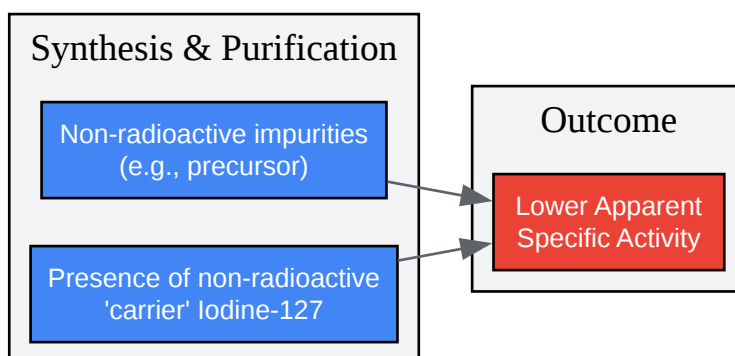 Synthesis & Purification
Non-radioactive impurities
(e.g., precursor)
Presence of non-radioactive
'carrier' Iodine-127
Outcome
Lower Apparent
Specific Activity